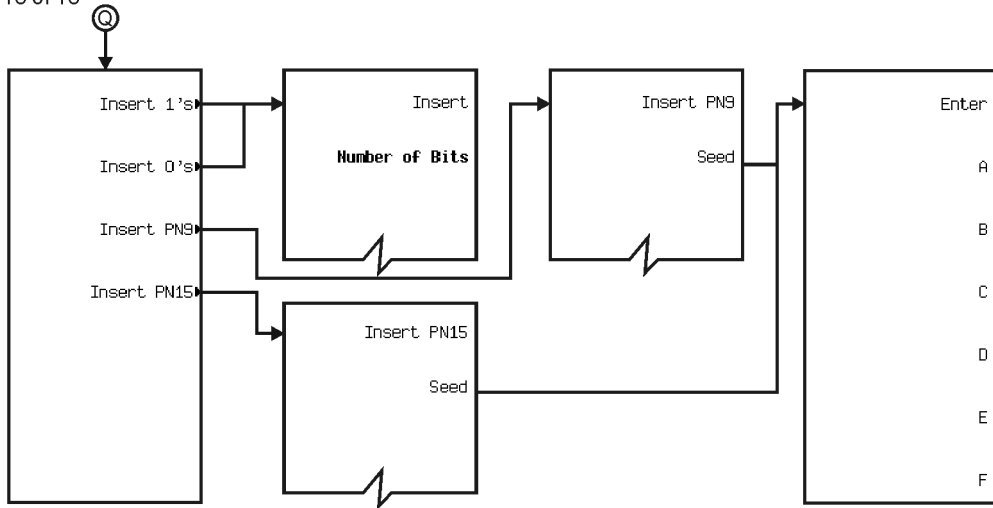 Q
Insert 1's
Insert 0's
Insert PN9
Insert PN15
Insert
Number of Bits
Insert PN15
Seed
Insert PN9
Seed
Enter
A
B
C
D
E
F